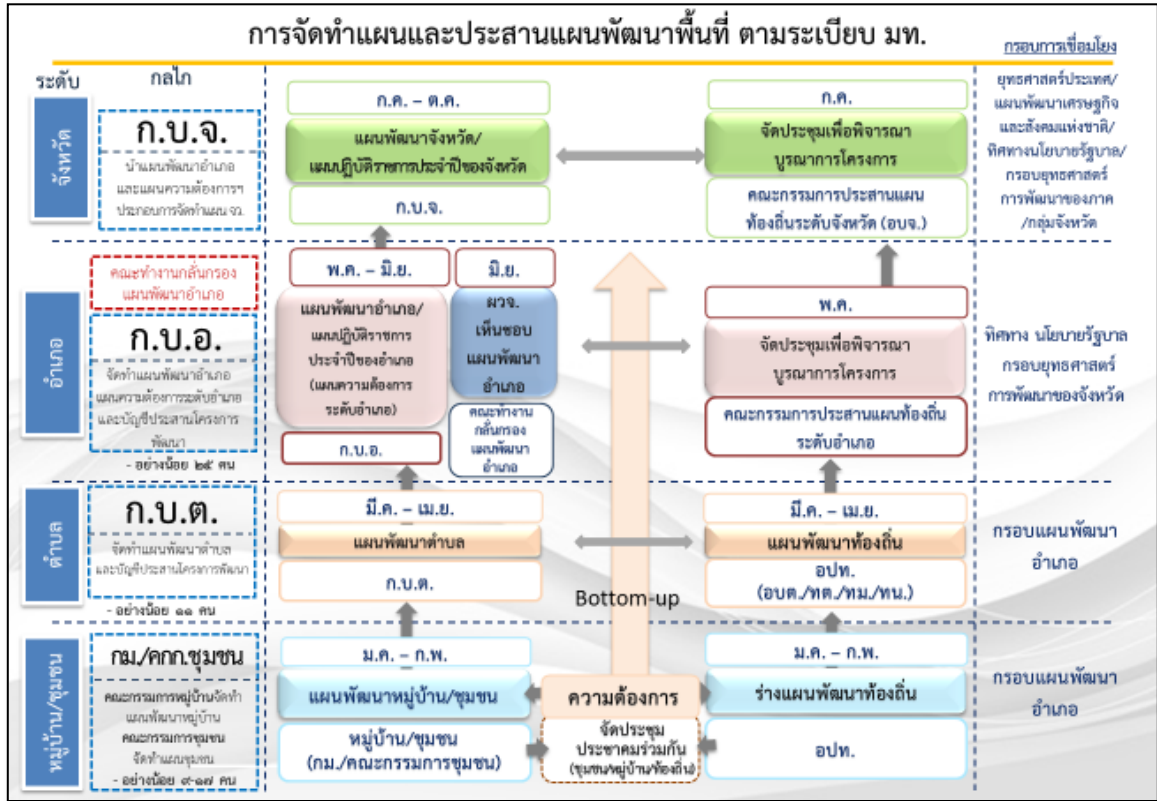 การจัดทำแผนและประสานแผนพัฒนาพื้นที่ ตามระเบียบ มท.
กรอบการเชื่อมโยง
ระดับ
กลไก
จังหวัด
ก.บ.จ.
นำแผนพัฒนาอำเภอ
และแผนความต้องการฯ
ประกอบการจัดทำแผน จว.
ก.ค. – ต.ค.
แผนพัฒนาจังหวัด/
แผนปฏิบัติราชการประจำปีของจังหวัด
ก.บ.จ.
ก.ค.
จัดประชุมเพื่อพิจารณา
บูรณาการโครงการ
คณะกรรมการประสานแผน
ท้องถิ่นระดับจังหวัด (อบจ.)
ยุทธศาสตร์ประเทศ/
แผนพัฒนาเศรษฐกิจ
และสังคมแห่งชาติ/
ทิศทางนโยบายรัฐบาล/
กรอบยุทธศาสตร์
การพัฒนาของภาค
/กลุ่มจังหวัด
อำเภอ
คณะทำงานกลั่นกรอง
แผนพัฒนาอำเภอ
ก.บ.อ.
จัดทำแผนพัฒนาอำเภอ
แผนความต้องการระดับอำเภอ
และบัญชีประสานโครงการ
พัฒนา
- อย่างน้อย ๒๕ คน
พ.ค. – มิ.ย.
แผนพัฒนาอำเภอ/
แผนปฏิบัติราชการ
ประจำปีของอำเภอ
(แผนความต้องการ
ระดับอำเภอ)
ก.บ.อ.
มิ.ย.
ผวจ.
เห็นชอบ
แผนพัฒนา
อำเภอ
คณะทำงาน
กลั่นกรอง
แผนพัฒนา
อำเภอ
พ.ค.
จัดประชุมเพื่อพิจารณา
บูรณาการโครงการ
คณะกรรมการประสานแผนท้องถิ่น
ระดับอำเภอ
ทิศทาง นโยบายรัฐบาล
กรอบยุทธศาสตร์
การพัฒนาของจังหวัด
ตำบล
ก.บ.ต.
จัดทำแผนพัฒนาตำบล
และบัญชีประสานโครงการพัฒนา
- อย่างน้อย ๑๑ คน
มี.ค. – เม.ย.
แผนพัฒนาตำบล
ก.บ.ต.
Bottom-up
มี.ค. – เม.ย.
แผนพัฒนาท้องถิ่น
อปท.
(อบต./ทต./ทม./ทน.)
กรอบแผนพัฒนา
อำเภอ
หมู่บ้าน/ชุมชน
กม./คกก.ชุมชน
คณะกรรมการหมู่บ้านจัดทำ
แผนพัฒนาหมู่บ้าน
คณะกรรมการชุมชน
จัดทำแผนชุมชน
- อย่างน้อย ๙-๑๗ คน
ม.ค. – ก.พ.
แผนพัฒนาหมู่บ้าน/ชุมชน
หมู่บ้าน/ชุมชน
(กม./คณะกรรมการชุมชน)
ความต้องการ
จัดประชุม
ประชาคมร่วมกัน
(ชุมชน/หมู่บ้าน/ท้องถิ่น)
ม.ค. – ก.พ.
ร่างแผนพัฒนาท้องถิ่น
อปท.
กรอบแผนพัฒนา
อำเภอ